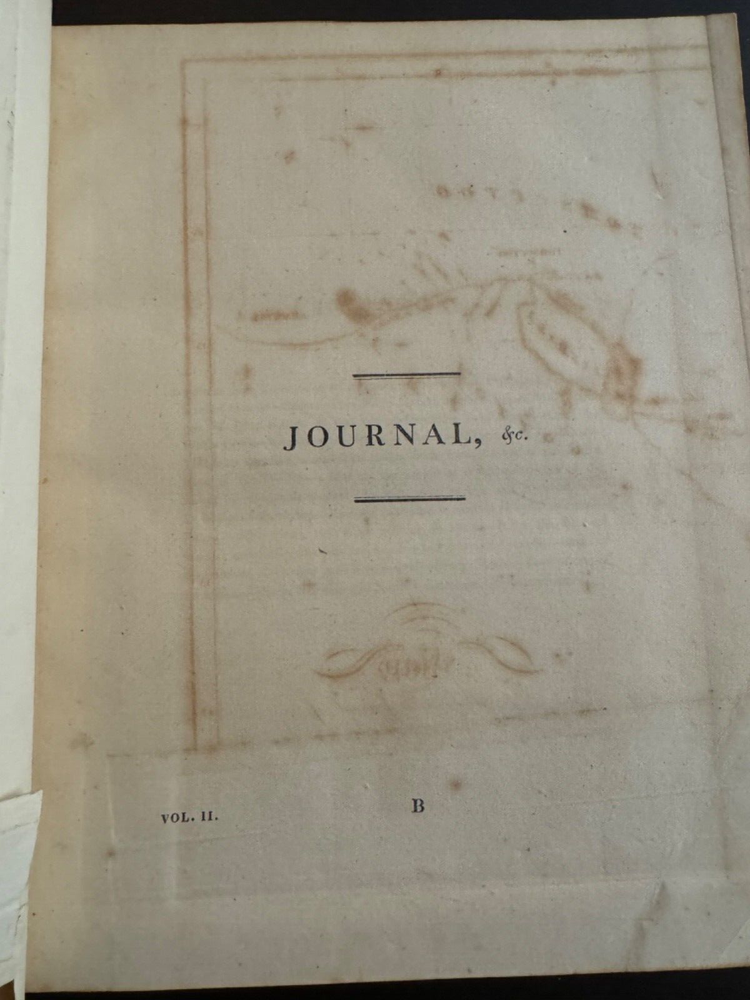 JOURNAL, &c.
VOL. II.
B